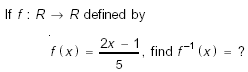 If f : R → R defined by
f(x) = 2x − 1 / 5, find f⁻¹(x) = ?